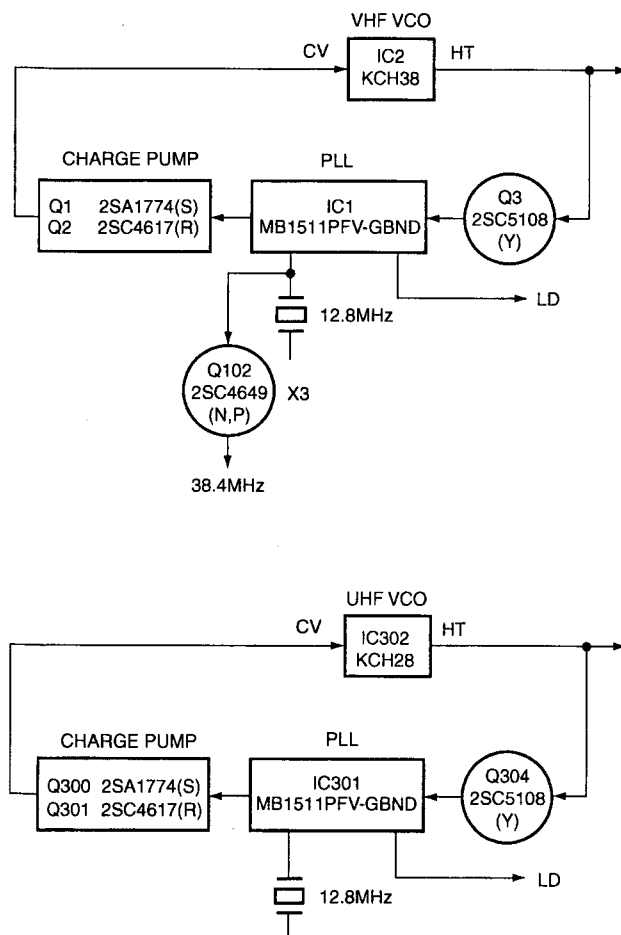 VHF VCO
CV
IC2
KCH38
HT
CHARGE PUMP
Q1 2SA1774(S)
Q2 2SC4617(R)
PLL
IC1
MB1511PFV-GBND
Q3
2SC5108
(Y)
LD
12.8MHz
Q102
2SC4649
(N,P)
X3
38.4MHz
UHF VCO
CV
IC302
KCH28
HT
CHARGE PUMP
Q300 2SA1774(S)
Q301 2SC4617(R)
PLL
IC301
MB1511PFV-GBND
Q304
2SC5108
(Y)
LD
12.8MHz